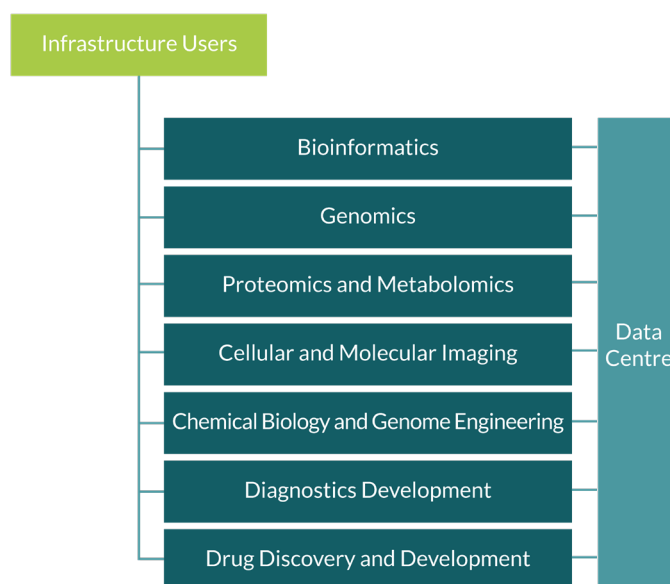 Infrastructure Users
Bioinformatics
Genomics
Proteomics and Metabolomics
Cellular and Molecular Imaging
Chemical Biology and Genome Engineering
Diagnostics Development
Drug Discovery and Development
Data
Centre